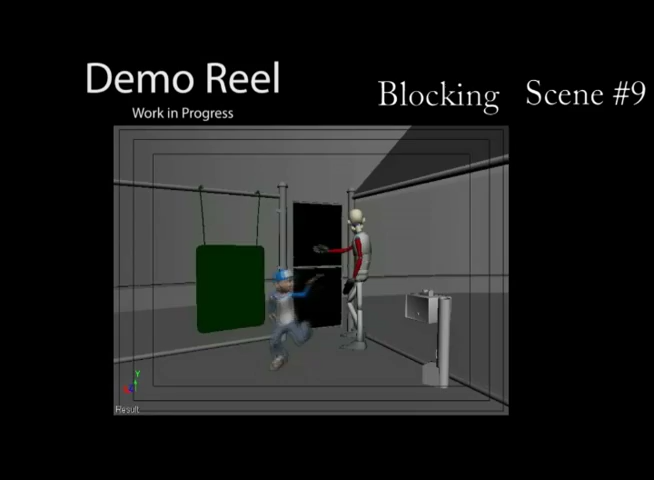 Demo Reel
Blocking Scene #9
Work in Progress
Y
Result